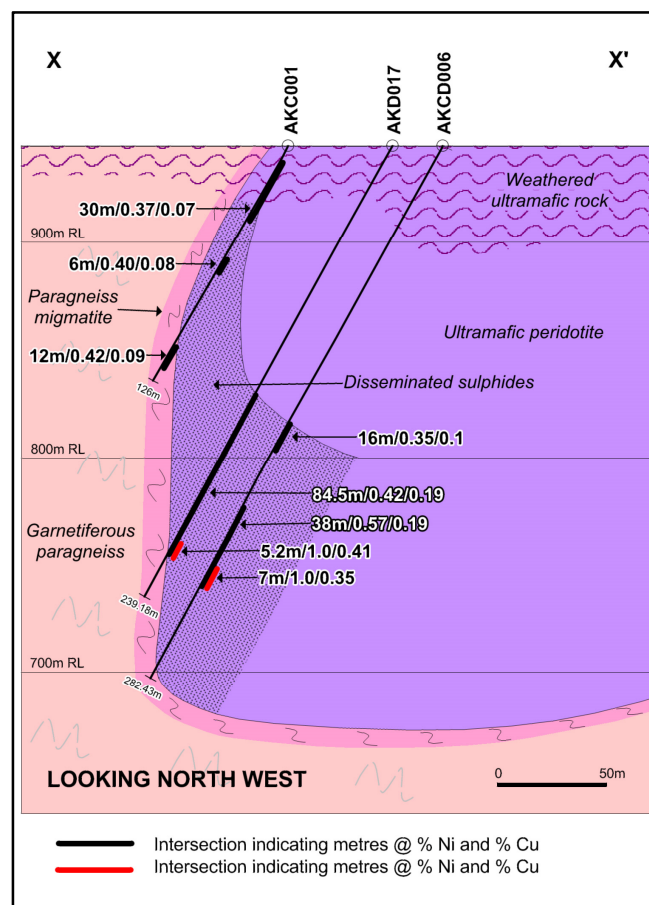 X
X'
AKC001
AKD017
AKCD006
Weathered
ultramafic rock
30m/0.37/0.07
900m RL
6m/0.40/0.08
Paragneiss
migmatite
Ultramafic peridotite
12m/0.42/0.09
126m
Disseminated sulphides
16m/0.35/0.1
800m RL
84.5m/0.42/0.19
38m/0.57/0.19
Garnetiferous
paragneiss
5.2m/1.0/0.41
7m/1.0/0.35
239.18m
700m RL
282.43m
LOOKING NORTH WEST
0
50m
Intersection indicating metres @ % Ni and % Cu
Intersection indicating metres @ % Ni and % Cu